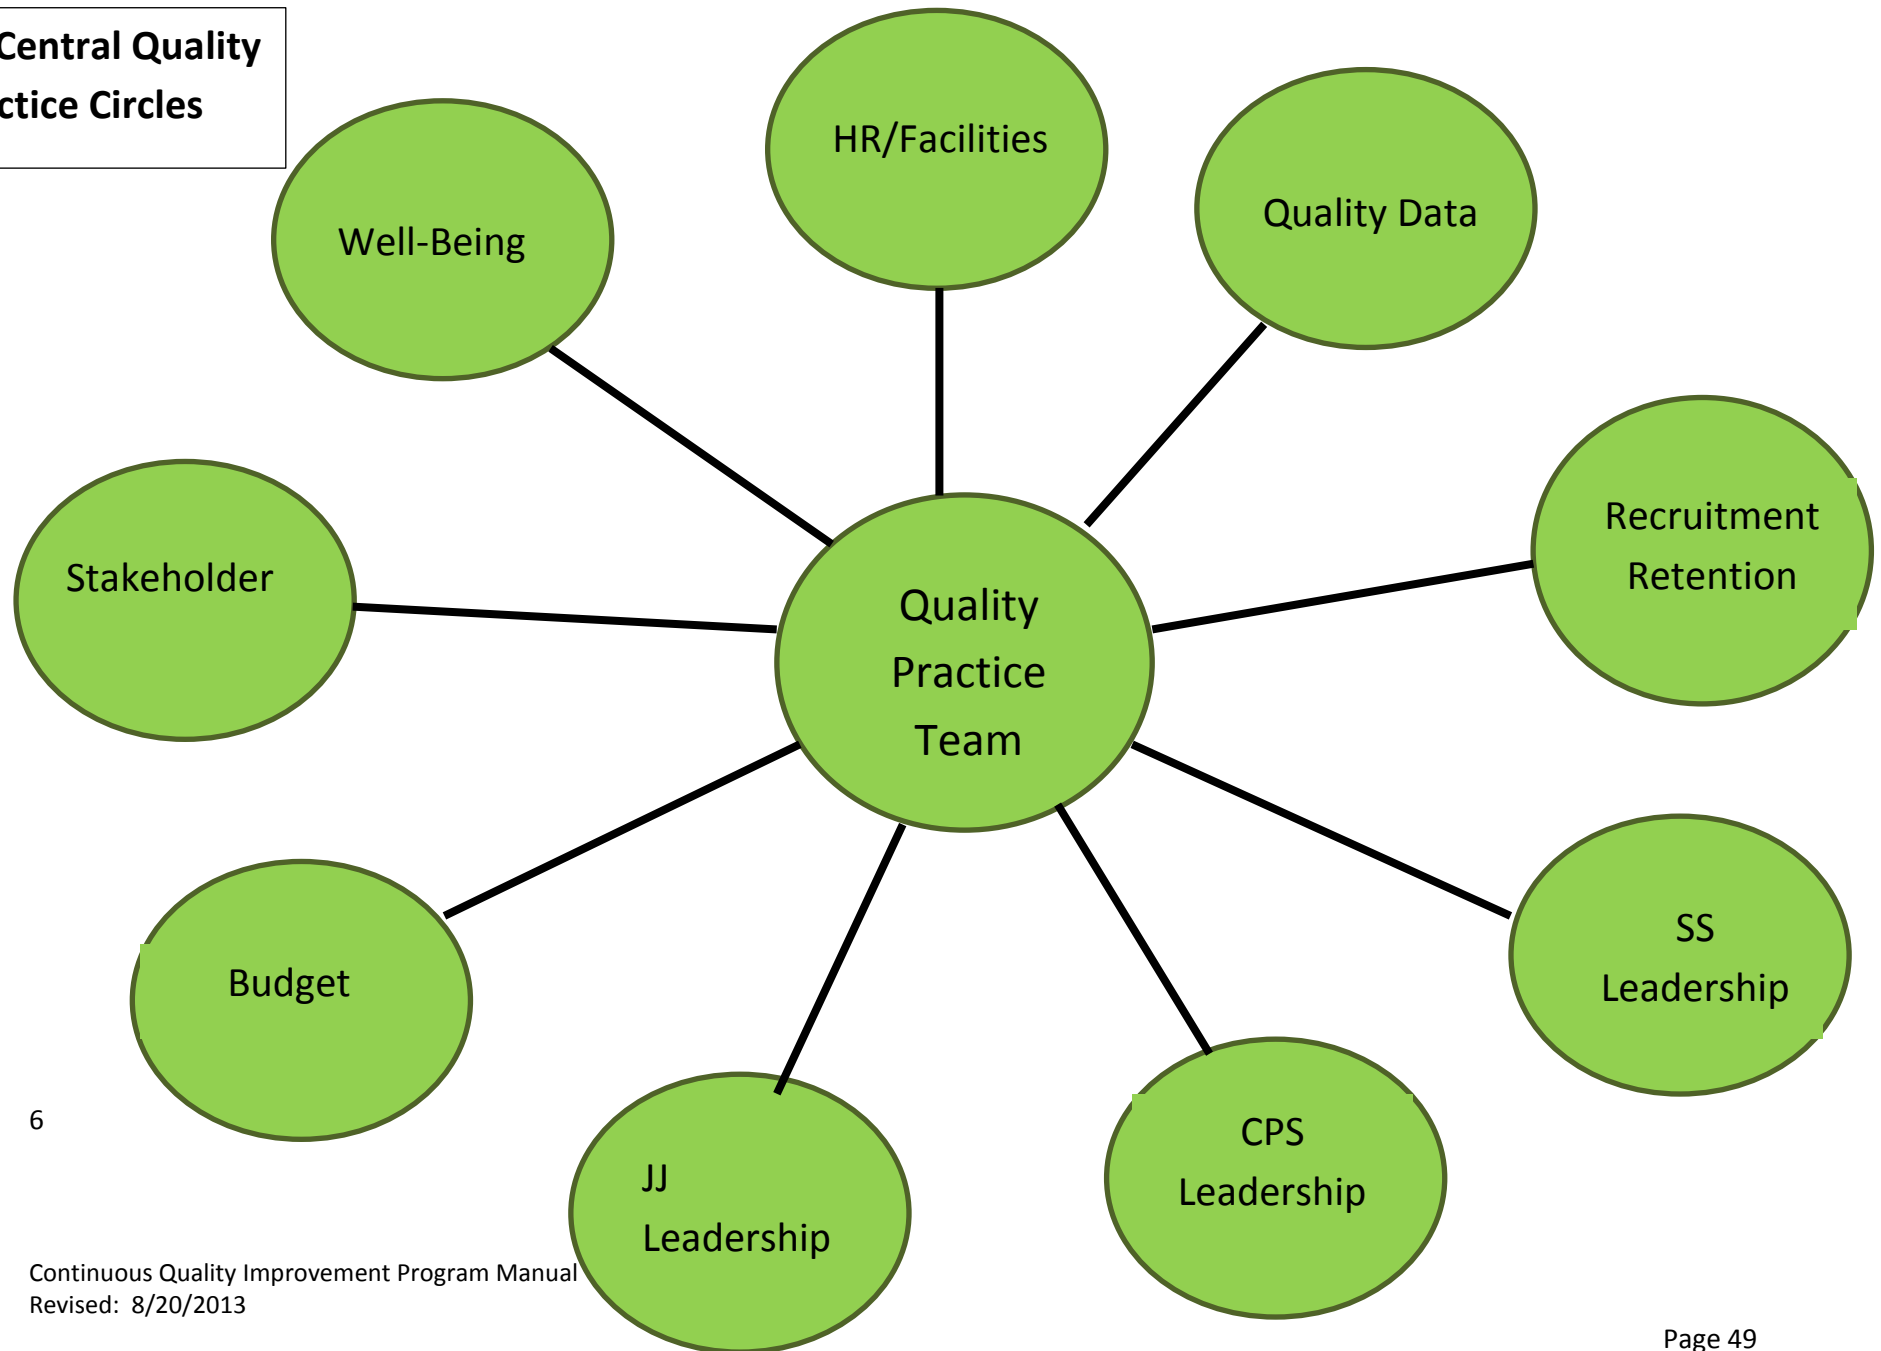 Central Quality
ctice Circles
HR/Facilities
Quality Data
Well-Being
Recruitment
Retention
Stakeholder
Quality
Practice
Team
SS
Leadership
Budget
CPS
Leadership
JJ
Leadership
6
Continuous Quality Improvement Program Manual
Revised: 8/20/2013
Page 49